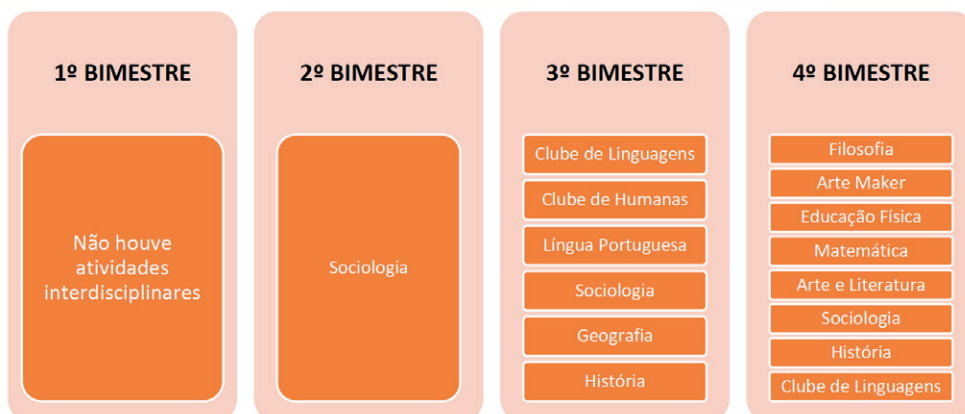 1º BIMESTRE
Não houve
atividades
interdisciplinares
2º BIMESTRE
Sociologia
3º BIMESTRE
Clube de Linguagens
Clube de Humanas
Língua Portuguesa
Sociologia
Geografia
História
4º BIMESTRE
Filosofia
Arte Maker
Educação Física
Matemática
Arte e Literatura
Sociologia
História
Clube de Linguagens